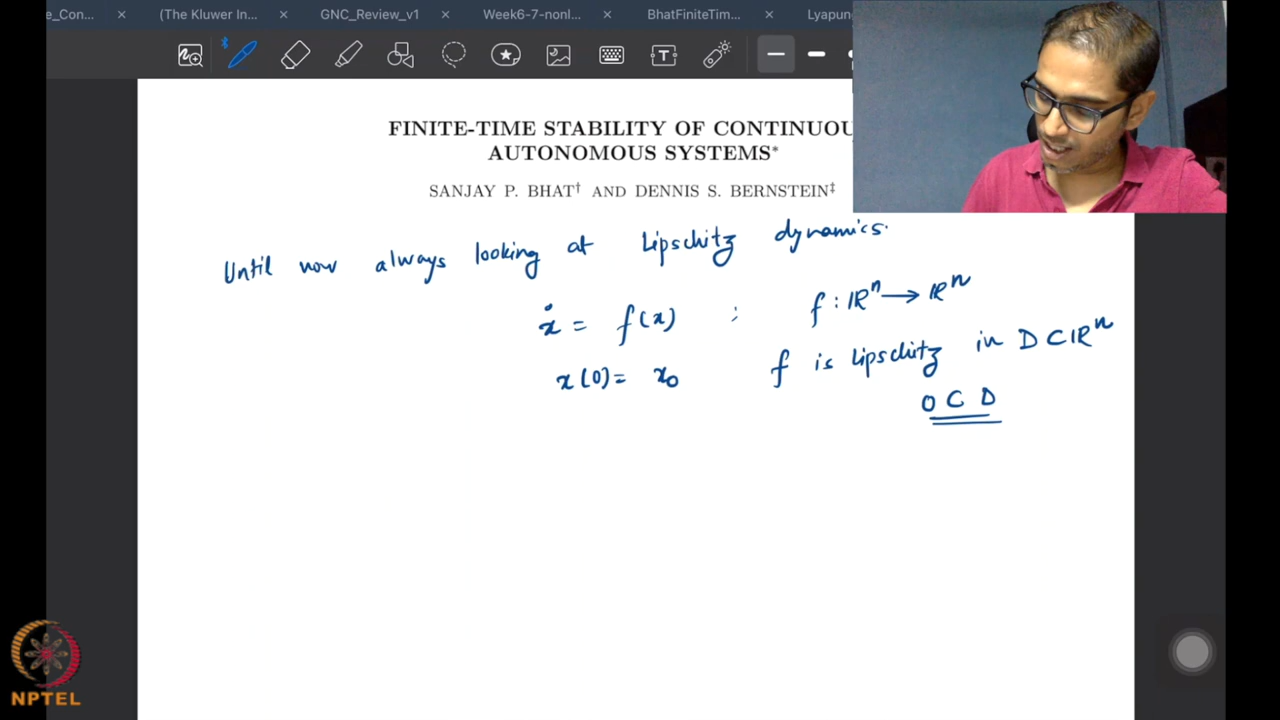 e_Con...
(The Kluwer In...
GNC_Review_v1
Week6-7-nonl...
BhatFiniteTim...
Lyapun
FINITE-TIME STABILITY OF CONTINUOU
AUTONOMOUS SYSTEMS*
SANJAY P. BHAT† AND DENNIS S. BERNSTEIN‡
Until now always looking at Lipschitz dynamics.
ẋ = f(x) ; f : ℝⁿ → ℝⁿ
x(0) = x₀ f is lipschitz in D ⊂ ℝⁿ
0 ⊂ D
NPTEL